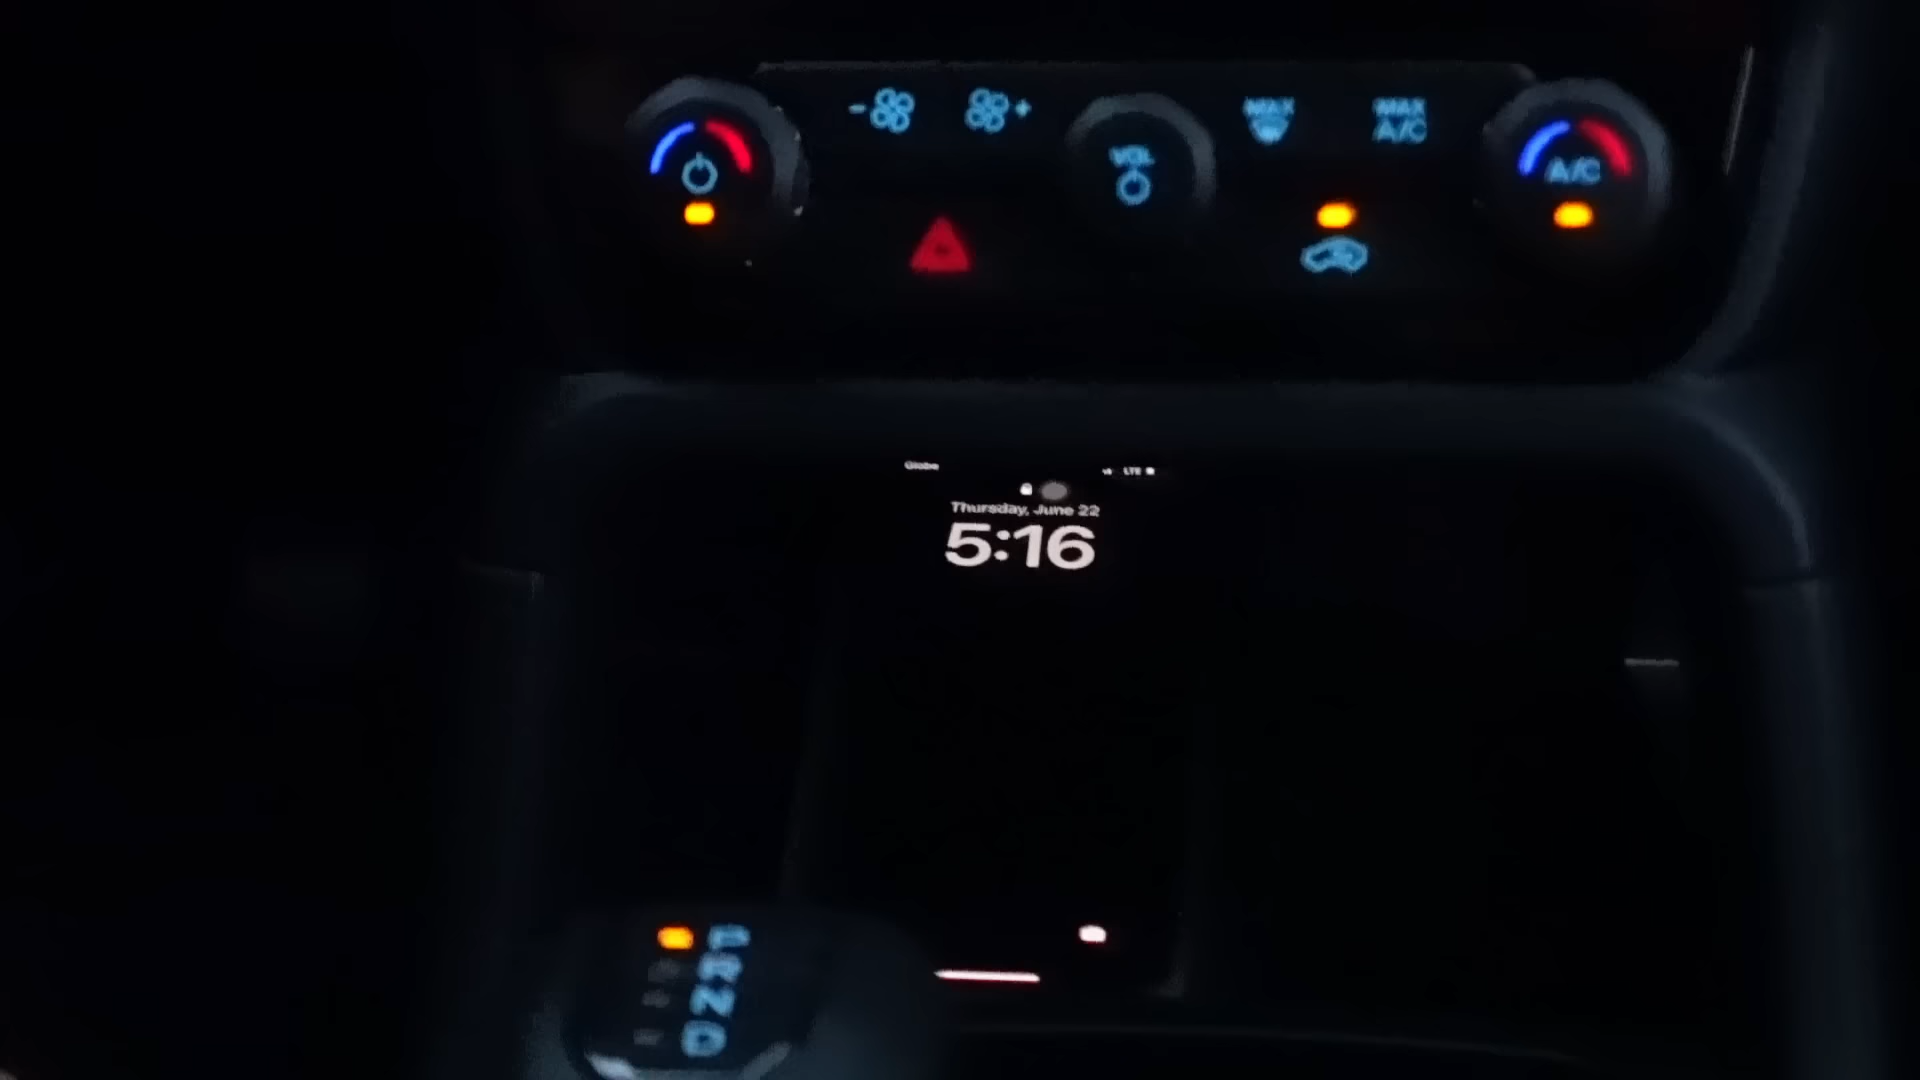 MAX
MAX
A/C
VOL
A/C
Globe
LTE
Thursday, June 22
5:16
P
R
N
D